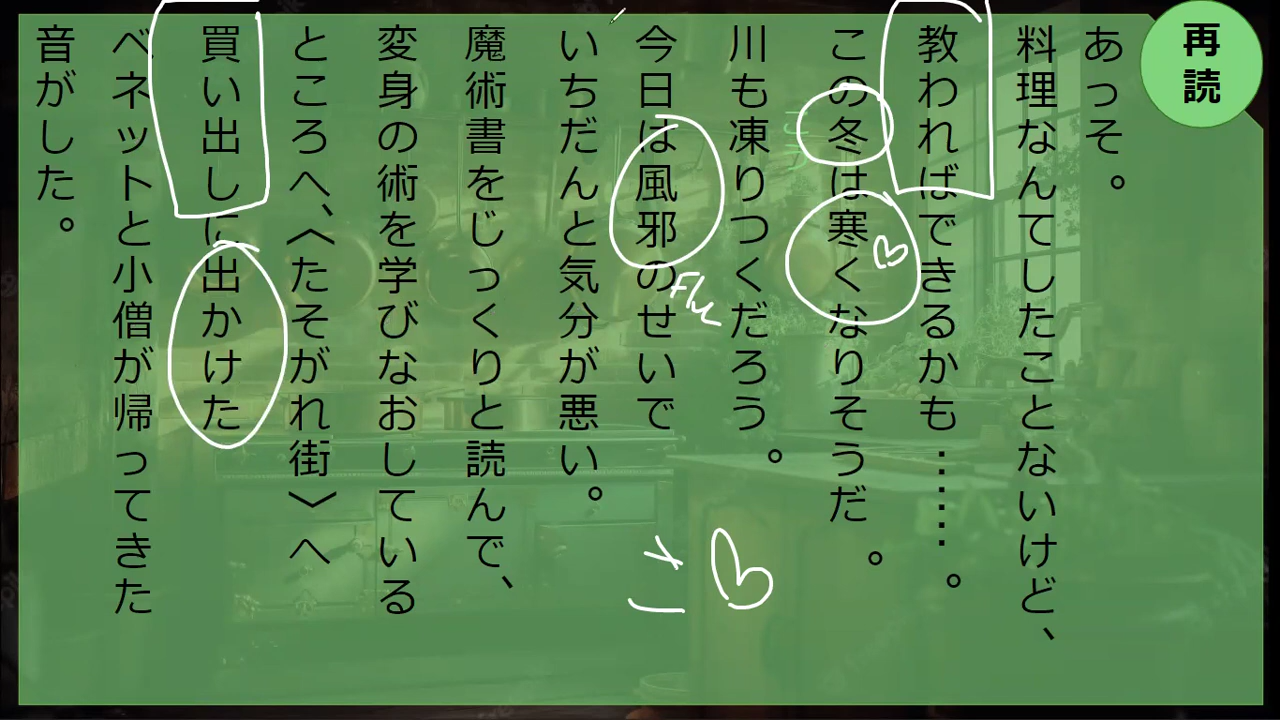 再読
あっそ。
料理なんてしたことないけど、
教わればできるかも………。
この冬は寒くなりそうだ。
川も凍りつくだろう。
今日は風邪のせいで
いちだんと気分が悪い。
魔術書をじっくりと読んで、
変身の術を学びなおしている
ところへ、〈たそがれ街〉へ
買い出しに出かけた
ベネットと小僧が帰ってきた
音がした。
Flu